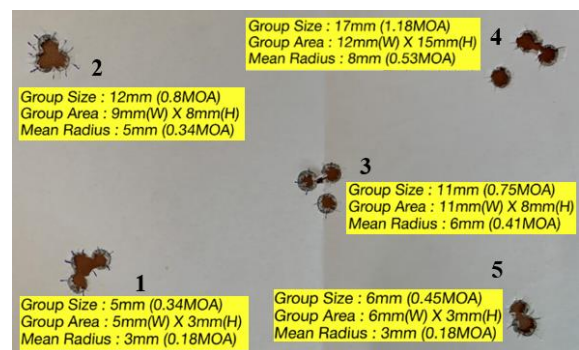 Group Size : 17mm (1.18MOA)
Group Area : 12mm(W) X 15mm(H)
Mean Radius : 8mm (0.53MOA)
4
2
Group Size : 12mm (0.8MOA)
Group Area : 9mm(W) X 8mm(H)
Mean Radius : 5mm (0.34MOA)
3
Group Size : 11mm (0.75MOA)
Group Area : 11mm(W) X 8mm(H)
Mean Radius : 6mm (0.41MOA)
1
Group Size : 5mm (0.34MOA)
Group Area : 5mm(W) X 3mm(H)
Mean Radius : 3mm (0.18MOA)
5
Group Size : 6mm (0.45MOA)
Group Area : 6mm(W) X 3mm(H)
Mean Radius : 3mm (0.18MOA)